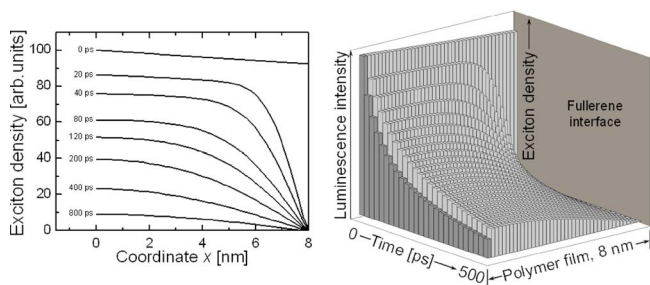 Exciton density [arb.units]
100
80
60
40
20
0
0 ps
20 ps
40 ps
80 ps
120 ps
200 ps
400 ps
800 ps
0 2 4 6 8
Coordinate x [nm]
Luminescence intensity
Exciton density
Fullerene
interface
0
Time [ps]
500
Polymer film, 8 nm